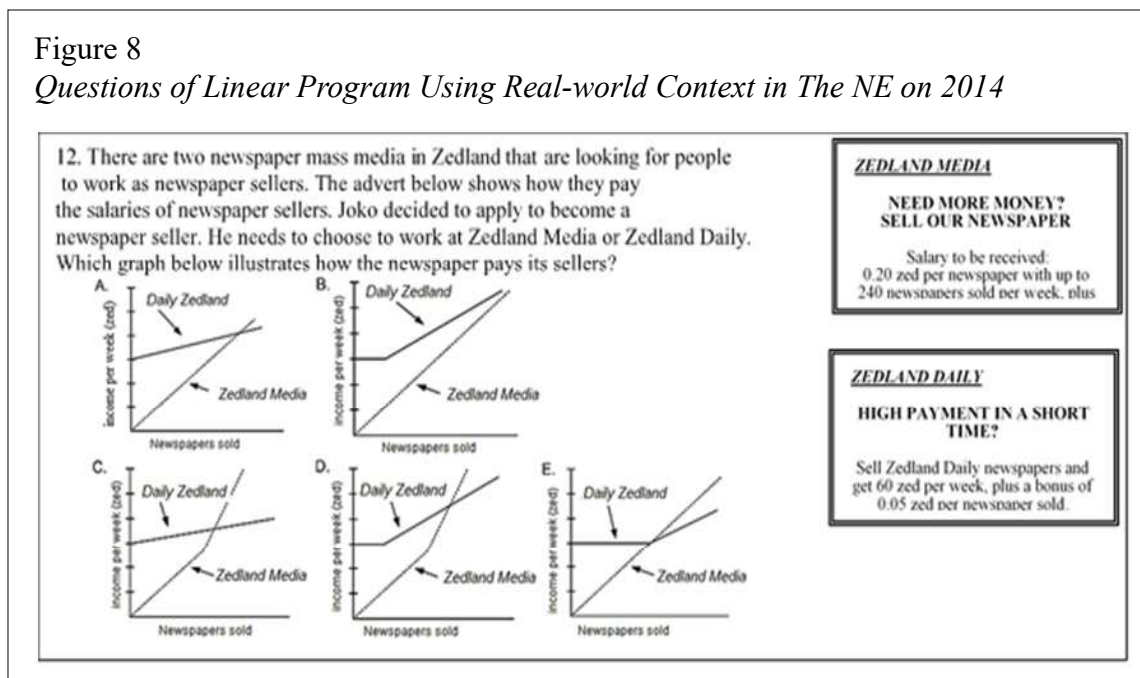 Figure 8
Questions of Linear Program Using Real-world Context in The NE on 2014
12. There are two newspaper mass media in Zedland that are looking for people
to work as newspaper sellers. The advert below shows how they pay
the salaries of newspaper sellers. Joko decided to apply to become a
newspaper seller. He needs to choose to work at Zedland Media or Zedland Daily.
Which graph below illustrates how the newspaper pays its sellers?
A.
income per week (zed)
Daily Zedland
Zedland Media
Newspapers sold
B.
income per week (zed)
Daily Zedland
Zedland Media
Newspapers sold
C.
income per week (zed)
Daily Zedland
Zedland Media
Newspapers sold
D.
income per week (zed)
Daily Zedland
Zedland Media
Newspapers sold
E.
income per week (zed)
Daily Zedland
Zedland Media
Newspapers sold
ZEDLAND MEDIA
NEED MORE MONEY?
SELL OUR NEWSPAPER
Salary to be received:
0.20 zed per newspaper with up to
240 newspapers sold per week, plus
ZEDLAND DAILY
HIGH PAYMENT IN A SHORT
TIME?
Sell Zedland Daily newspapers and
get 60 zed per week, plus a bonus of
0.05 zed per newspaper sold.